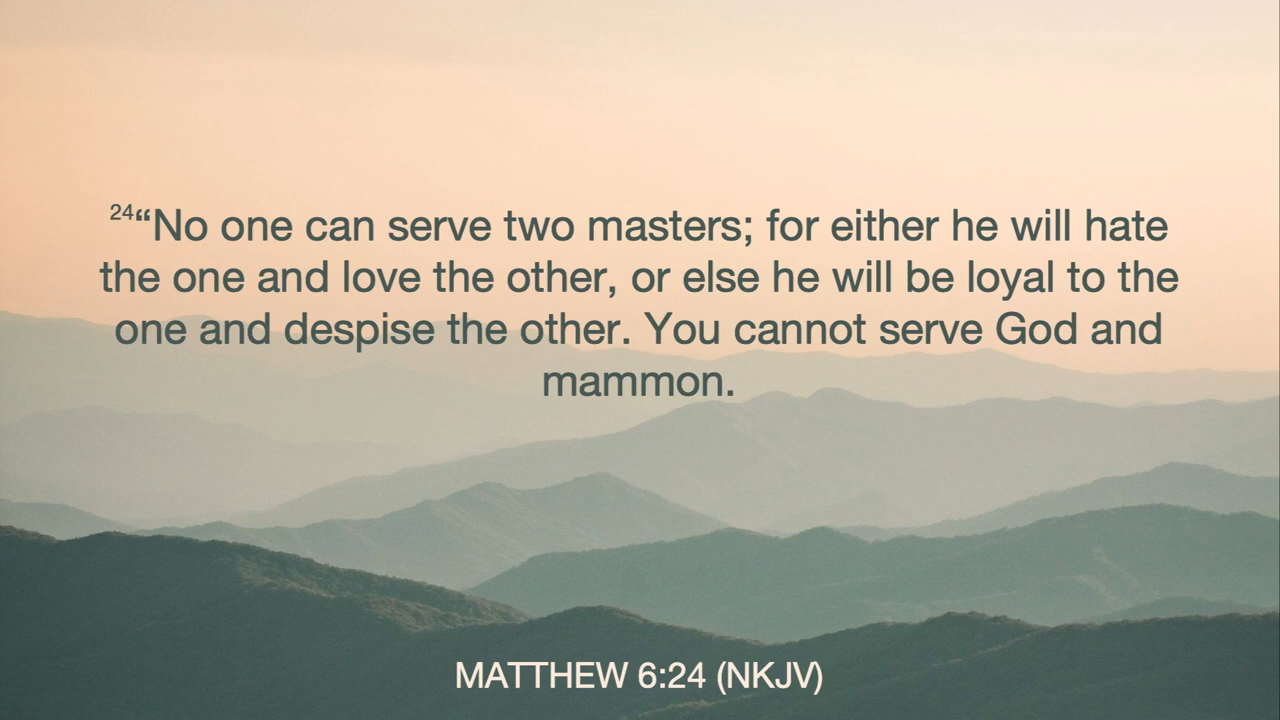 24“No one can serve two masters; for either he will hate
the one and love the other, or else he will be loyal to the
one and despise the other. You cannot serve God and
mammon.
MATTHEW 6:24 (NKJV)